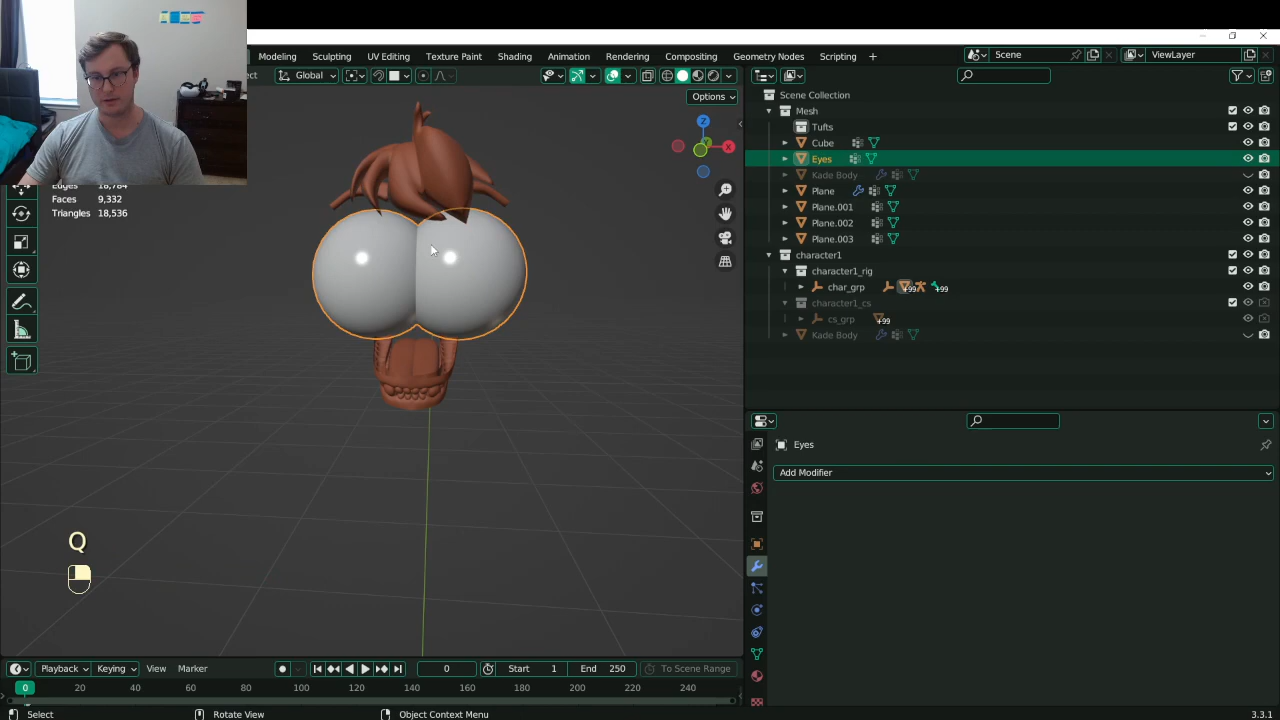 Modeling Sculpting UV Editing Texture Paint Shading Animation Rendering Compositing Geometry Nodes Scripting + Scene ViewLayer
ect Global
Options
Scene Collection
Mesh
Tufts
Cube
Eyes
Kade Body
Plane
Plane.001
Plane.002
Plane.003
character1
character1_rig
char_grp +99 +99
character1_cs
cs_grp +99
Kade Body
Edges 18,784
Faces 9,332
Triangles 18,536
Z
X
Eyes
Add Modifier
Q
Playback Keying View Marker 0 Start 1 End 250 To Scene Range
0 20 40 60 80 100 120 140 160 180 200 220 240
Select Rotate View Object Context Menu 3.3.1